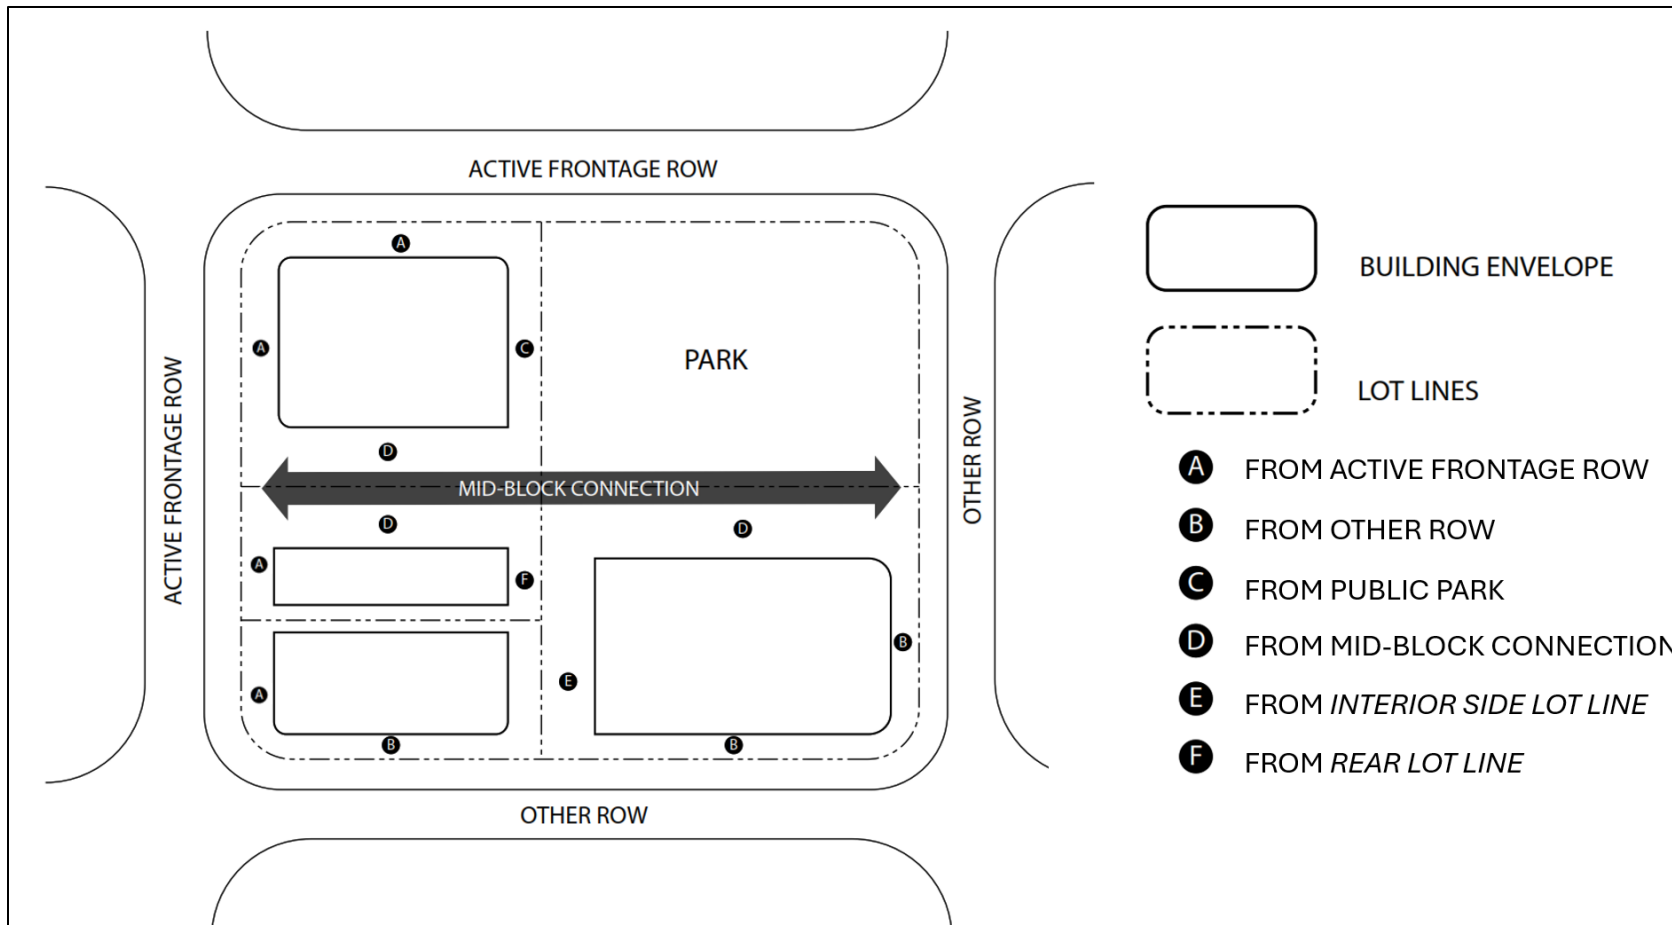 ACTIVE FRONTAGE ROW
A
A
C
PARK
BUILDING ENVELOPE
LOT LINES
ACTIVE FRONTAGE ROW
OTHER ROW
D
MID-BLOCK CONNECTION
D
D
A
F
A
E
B
B
B
OTHER ROW
A FROM ACTIVE FRONTAGE ROW
B FROM OTHER ROW
C FROM PUBLIC PARK
D FROM MID-BLOCK CONNECTION
E FROM INTERIOR SIDE LOT LINE
F FROM REAR LOT LINE